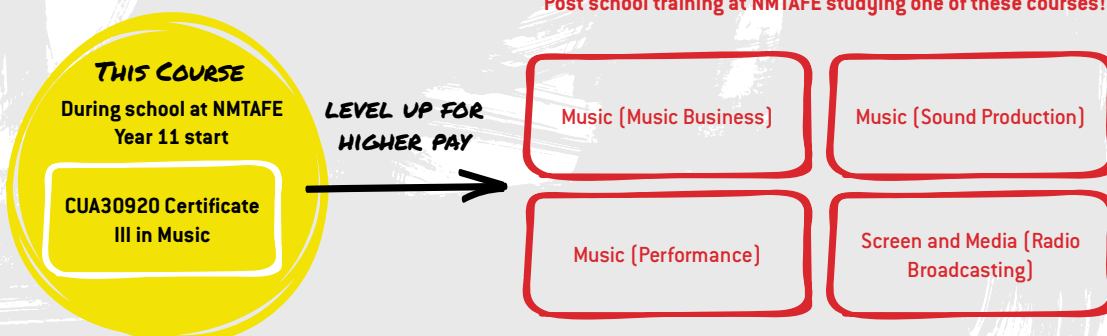 Post school training at NMTAFE studying one of these courses!
THIS COURSE
During school at NMTAFE
Year 11 start
CUA30920 Certificate
III in Music
LEVEL UP FOR
HIGHER PAY
Music (Music Business)
Music (Sound Production)
Music (Performance)
Screen and Media (Radio
Broadcasting)